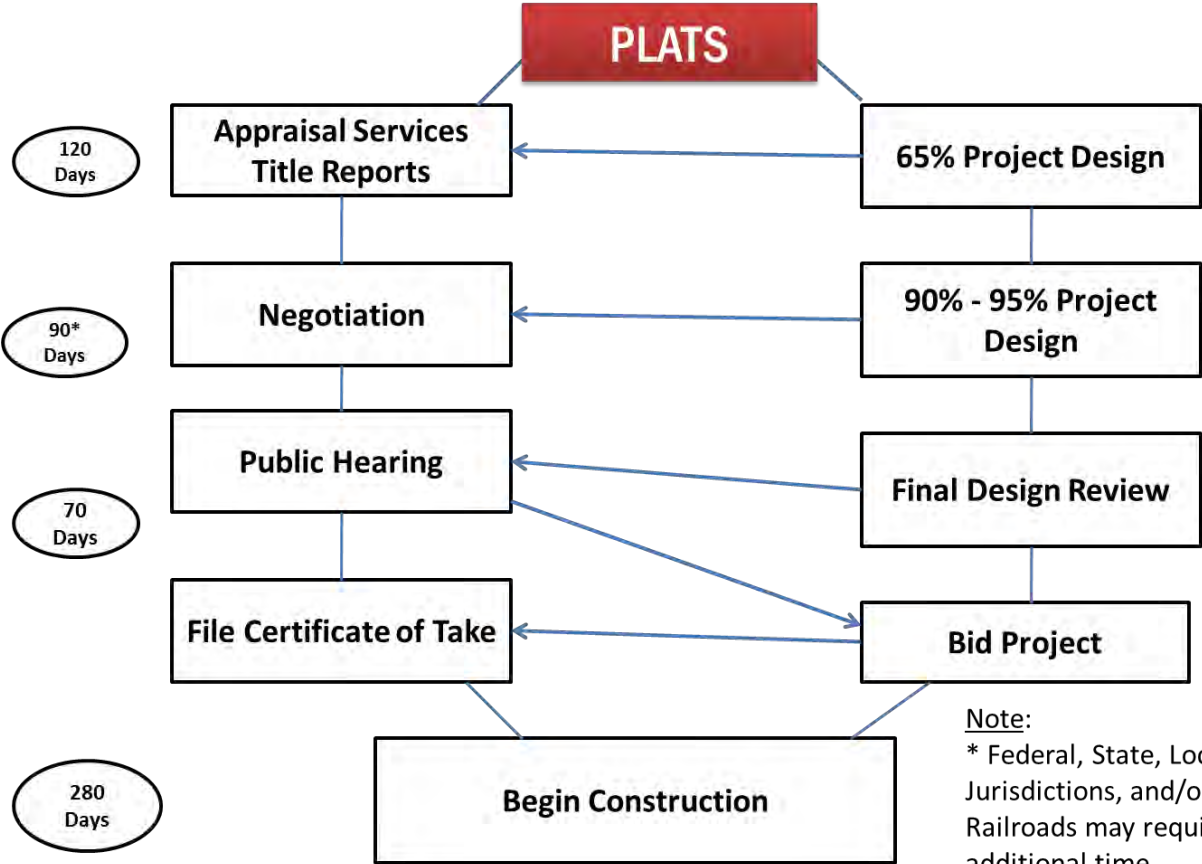 PLATS
120
Days
Appraisal Services
Title Reports
65% Project Design
90*
Days
Negotiation
90% - 95% Project
Design
70
Days
Public Hearing
Final Design Review
File Certificate of Take
Bid Project
280
Days
Begin Construction
Note:
* Federal, State,
Jurisdictions,
Railroads may
additional time